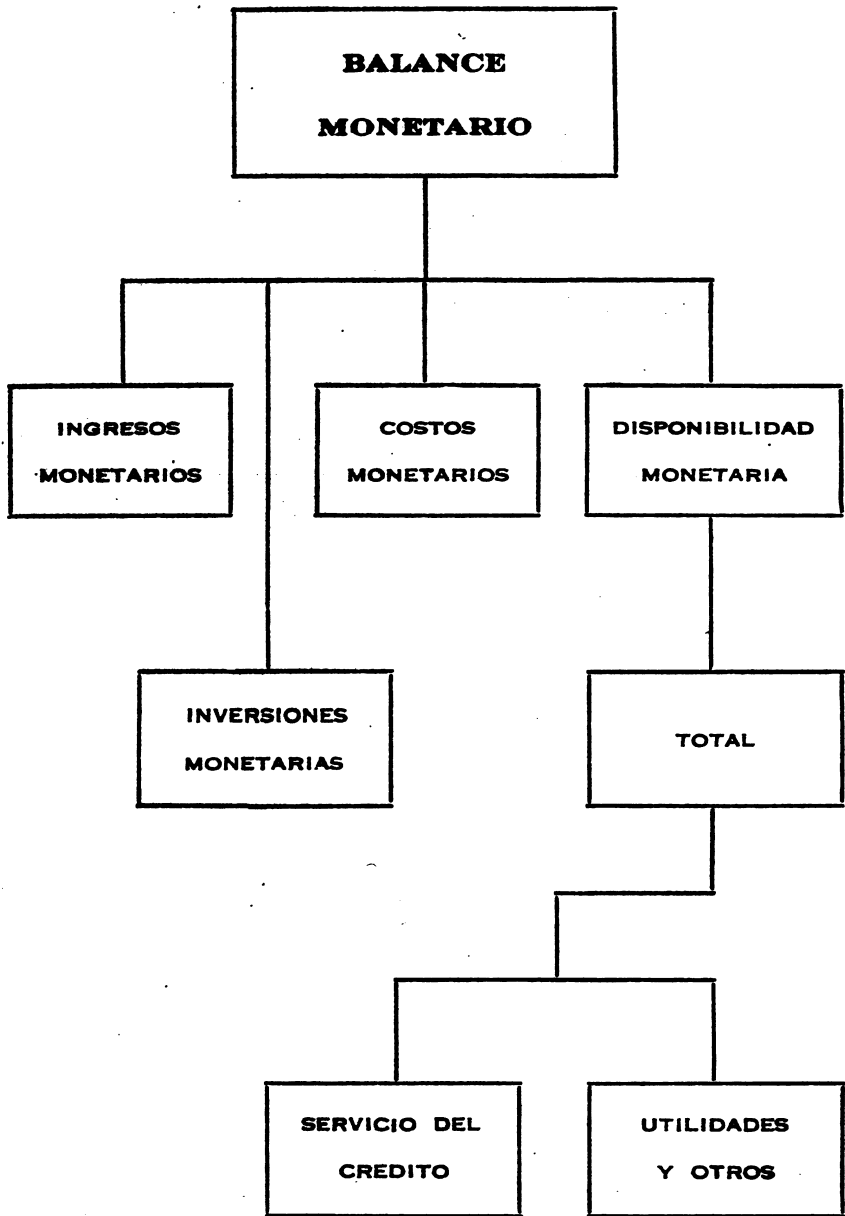 BALANCE
MONETARIO
INGRESOS
MONETARIOS
COSTOS
MONETARIOS
DISPONIBILIDAD
MONETARIA
INVERSIONES
MONETARIAS
TOTAL
SERVICIO DEL
CREDITO
UTILIDADES
Y OTROS